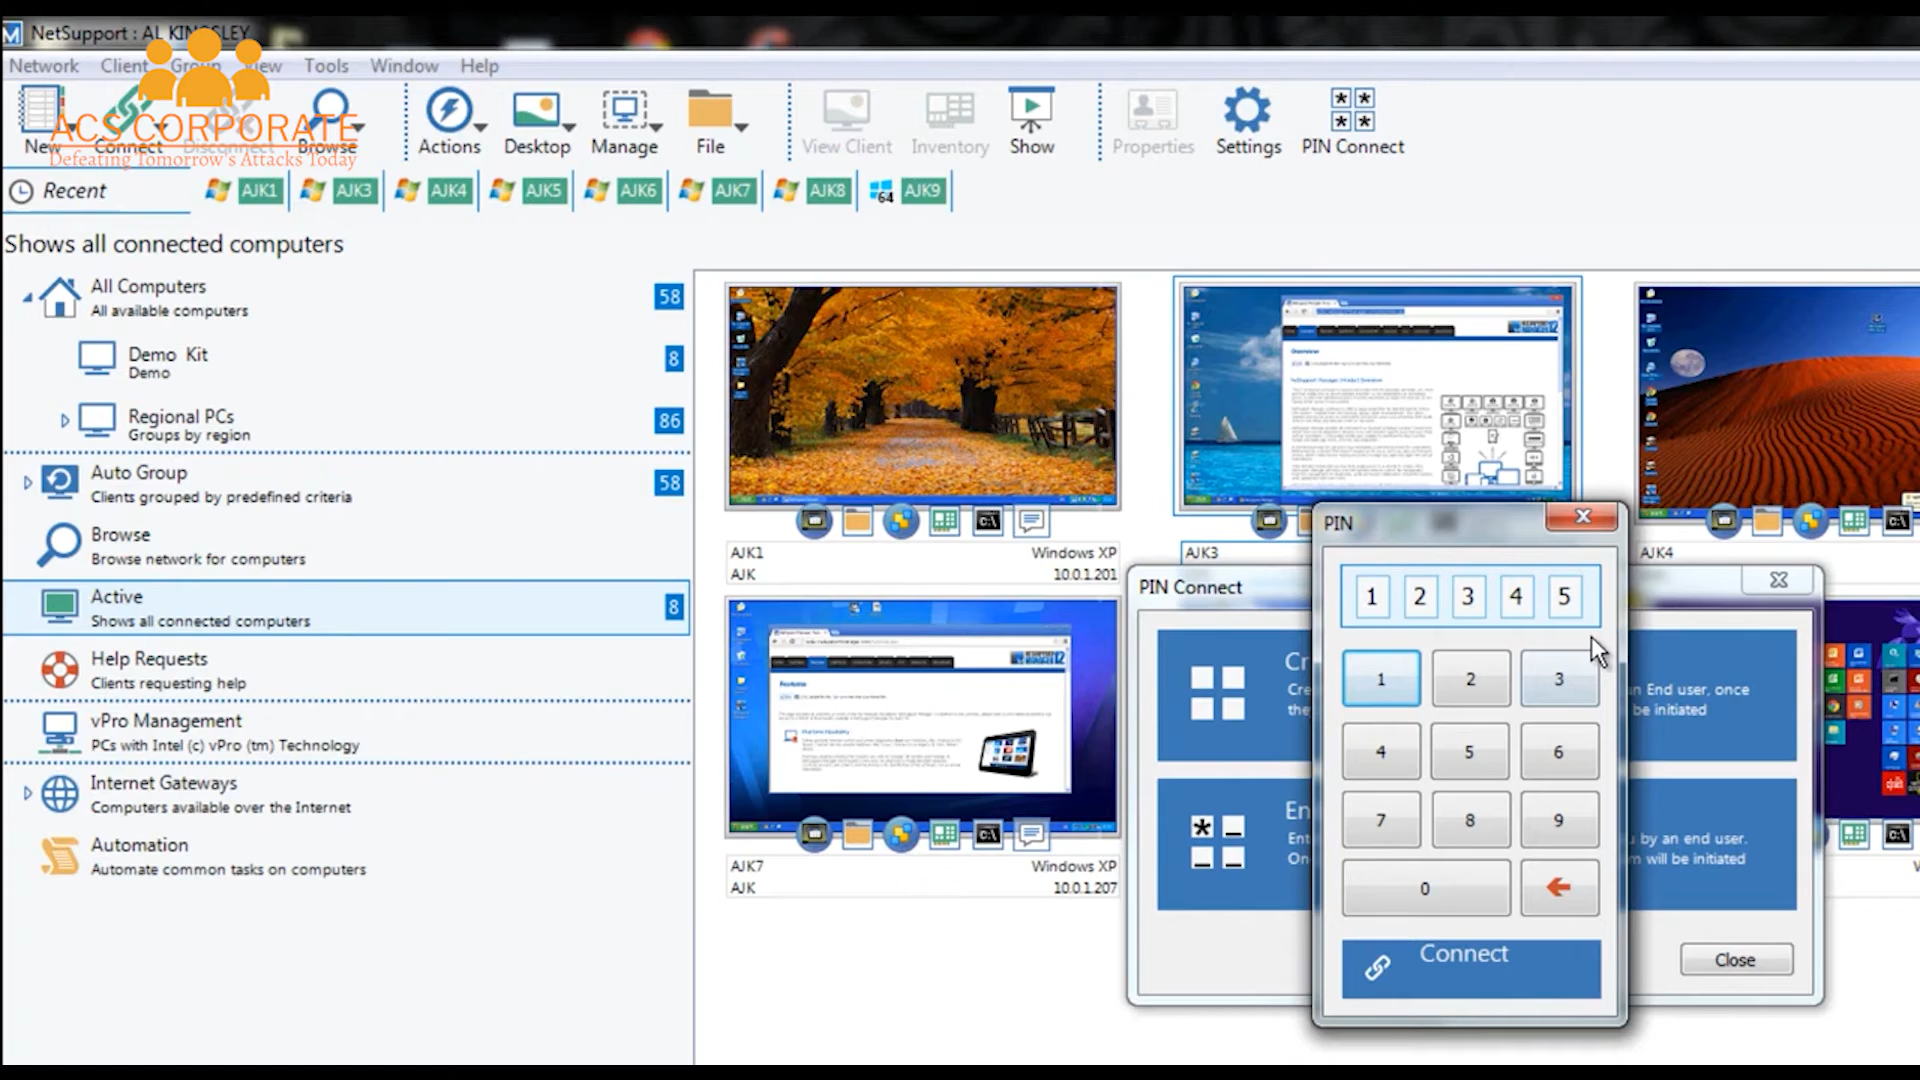 NetSupport : AL KINGSLEY
Network Client Group View Tools Window Help
ACS CORPORATE
Defeating Tomorrow's Attacks Today
New Connect Disconnect Browse Actions Desktop Manage File View Client Inventory Show Properties Settings PIN Connect
Recent AJK1 AJK3 AJK4 AJK5 AJK6 AJK7 AJK8 64 AJK9
Shows all connected computers
All Computers 58
All available computers
Demo Kit 8
Demo
Regional PCs 86
Groups by region
Auto Group 58
Clients grouped by predefined criteria
Browse
Browse network for computers
Active 8
Shows all connected computers
Help Requests
Clients requesting help
vPro Management
PCs with Intel (c) vPro (tm) Technology
Internet Gateways
Computers available over the Internet
Automation
Automate common tasks on computers
Overview
C:\
C:\
AJK1 Windows XP
AJK 10.0.1.201
AJK3
AJK4
Features
C:\
C:\
AJK7 Windows XP
AJK 10.0.1.207
PIN Connect
an End user, once
be initiated
by an end user.
will be initiated
Close
PIN
1 2 3 4 5
1 2 3
4 5 6
7 8 9
0
Connect